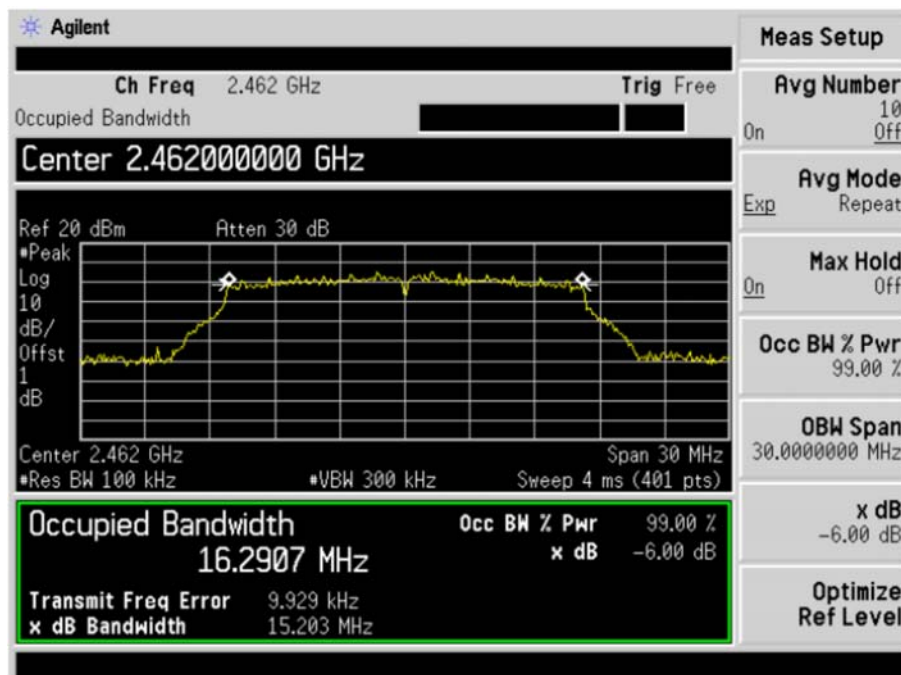 Agilent
Meas Setup
Ch Freq 2.462 GHz Trig Free
Occupied Bandwidth
Center 2.462000000 GHz
Ref 20 dBm Atten 30 dB
#Peak
Log
10
dB/
Offst
1
dB
Center 2.462 GHz Span 30 MHz
#Res BW 100 kHz #VBW 300 kHz Sweep 4 ms (401 pts)
Occupied Bandwidth
16.2907 MHz
Occ BW % Pwr 99.00 %
x dB -6.00 dB
Transmit Freq Error 9.929 kHz
x dB Bandwidth 15.203 MHz
Avg Number
10
On Off
Avg Mode
Exp Repeat
Max Hold
On Off
Occ BW % Pwr
99.00 %
OBW Span
30.0000000 MHz
x dB
-6.00 dB
Optimize
Ref Level